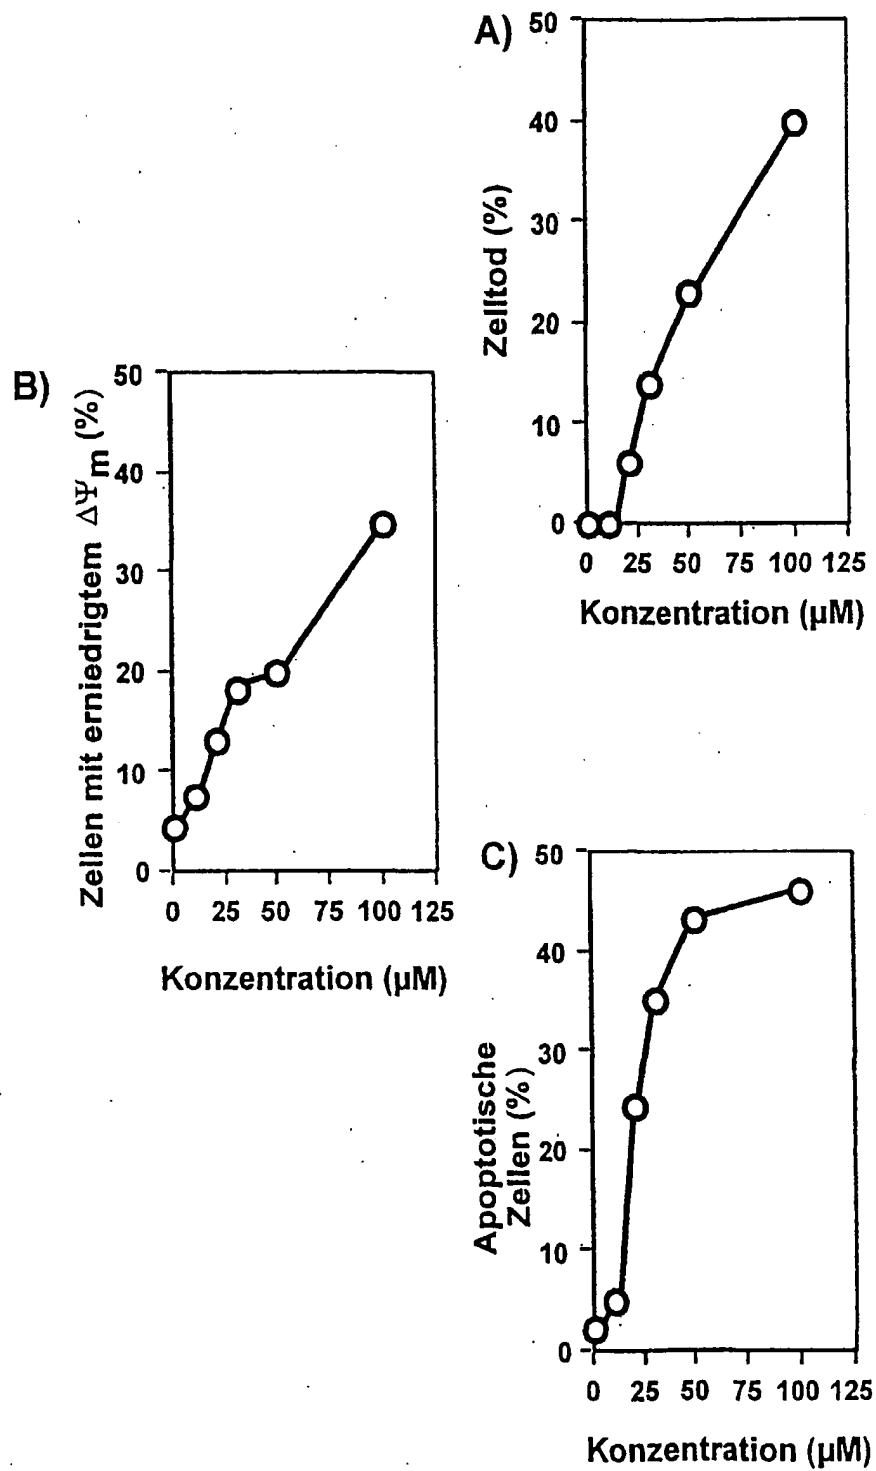 A)
50
40
30
20
10
0
Zelltod (%)
0 25 50 75 100 125
Konzentration (µM)
B)
50
40
30
20
10
0
Zellen mit erniedrigtem ΔΨm (%)
0 25 50 75 100 125
Konzentration (µM)
C)
50
40
30
20
10
0
Apoptotische
Zellen (%)
0 25 50 75 100 125
Konzentration (µM)